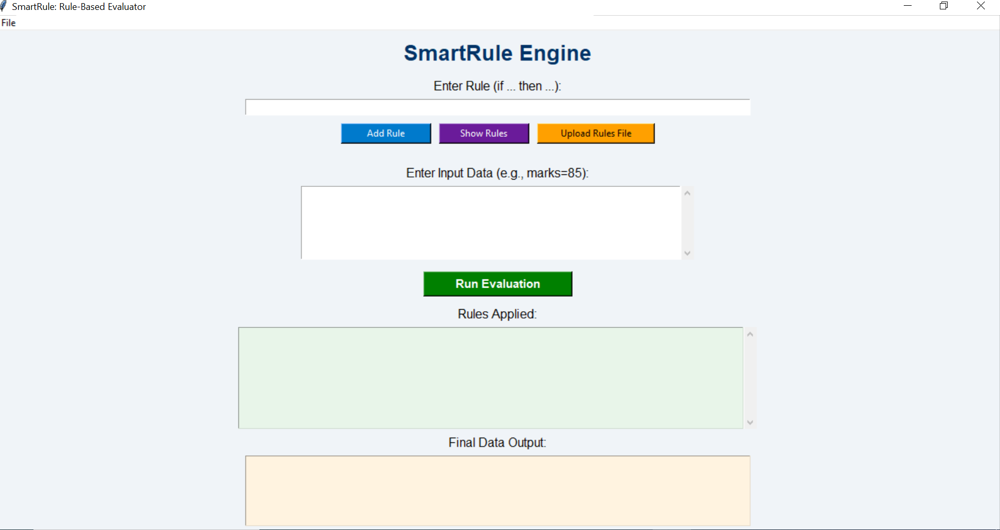 SmartRule: Rule-Based Evaluator
File
SmartRule Engine
Enter Rule (if ... then ...):
Add Rule Show Rules Upload Rules File
Enter Input Data (e.g., marks=85):
Run Evaluation
Rules Applied:
Final Data Output: